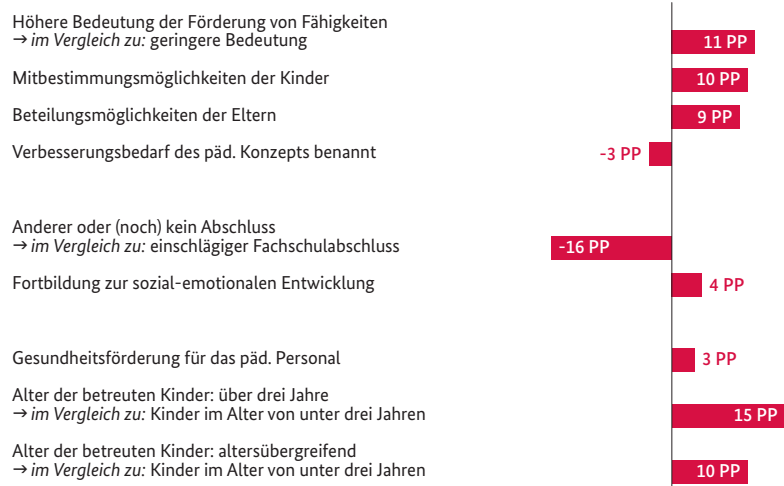 Höhere Bedeutung der Förderung von Fähigkeiten
→ im Vergleich zu: geringere Bedeutung
11 PP
Mitbestimmungsmöglichkeiten der Kinder
10 PP
Beteilungsmöglichkeiten der Eltern
9 PP
Verbesserungsbedarf des päd. Konzepts benannt
-3 PP
Anderer oder (noch) kein Abschluss
→ im Vergleich zu: einschlägiger Fachschulabschluss
-16 PP
Fortbildung zur sozial-emotionalen Entwicklung
4 PP
Gesundheitsförderung für das päd. Personal
3 PP
Alter der betreuten Kinder: über drei Jahre
→ im Vergleich zu: Kinder im Alter von unter drei Jahren
15 PP
Alter der betreuten Kinder: altersübergreifend
→ im Vergleich zu: Kinder im Alter von unter drei Jahren
10 PP